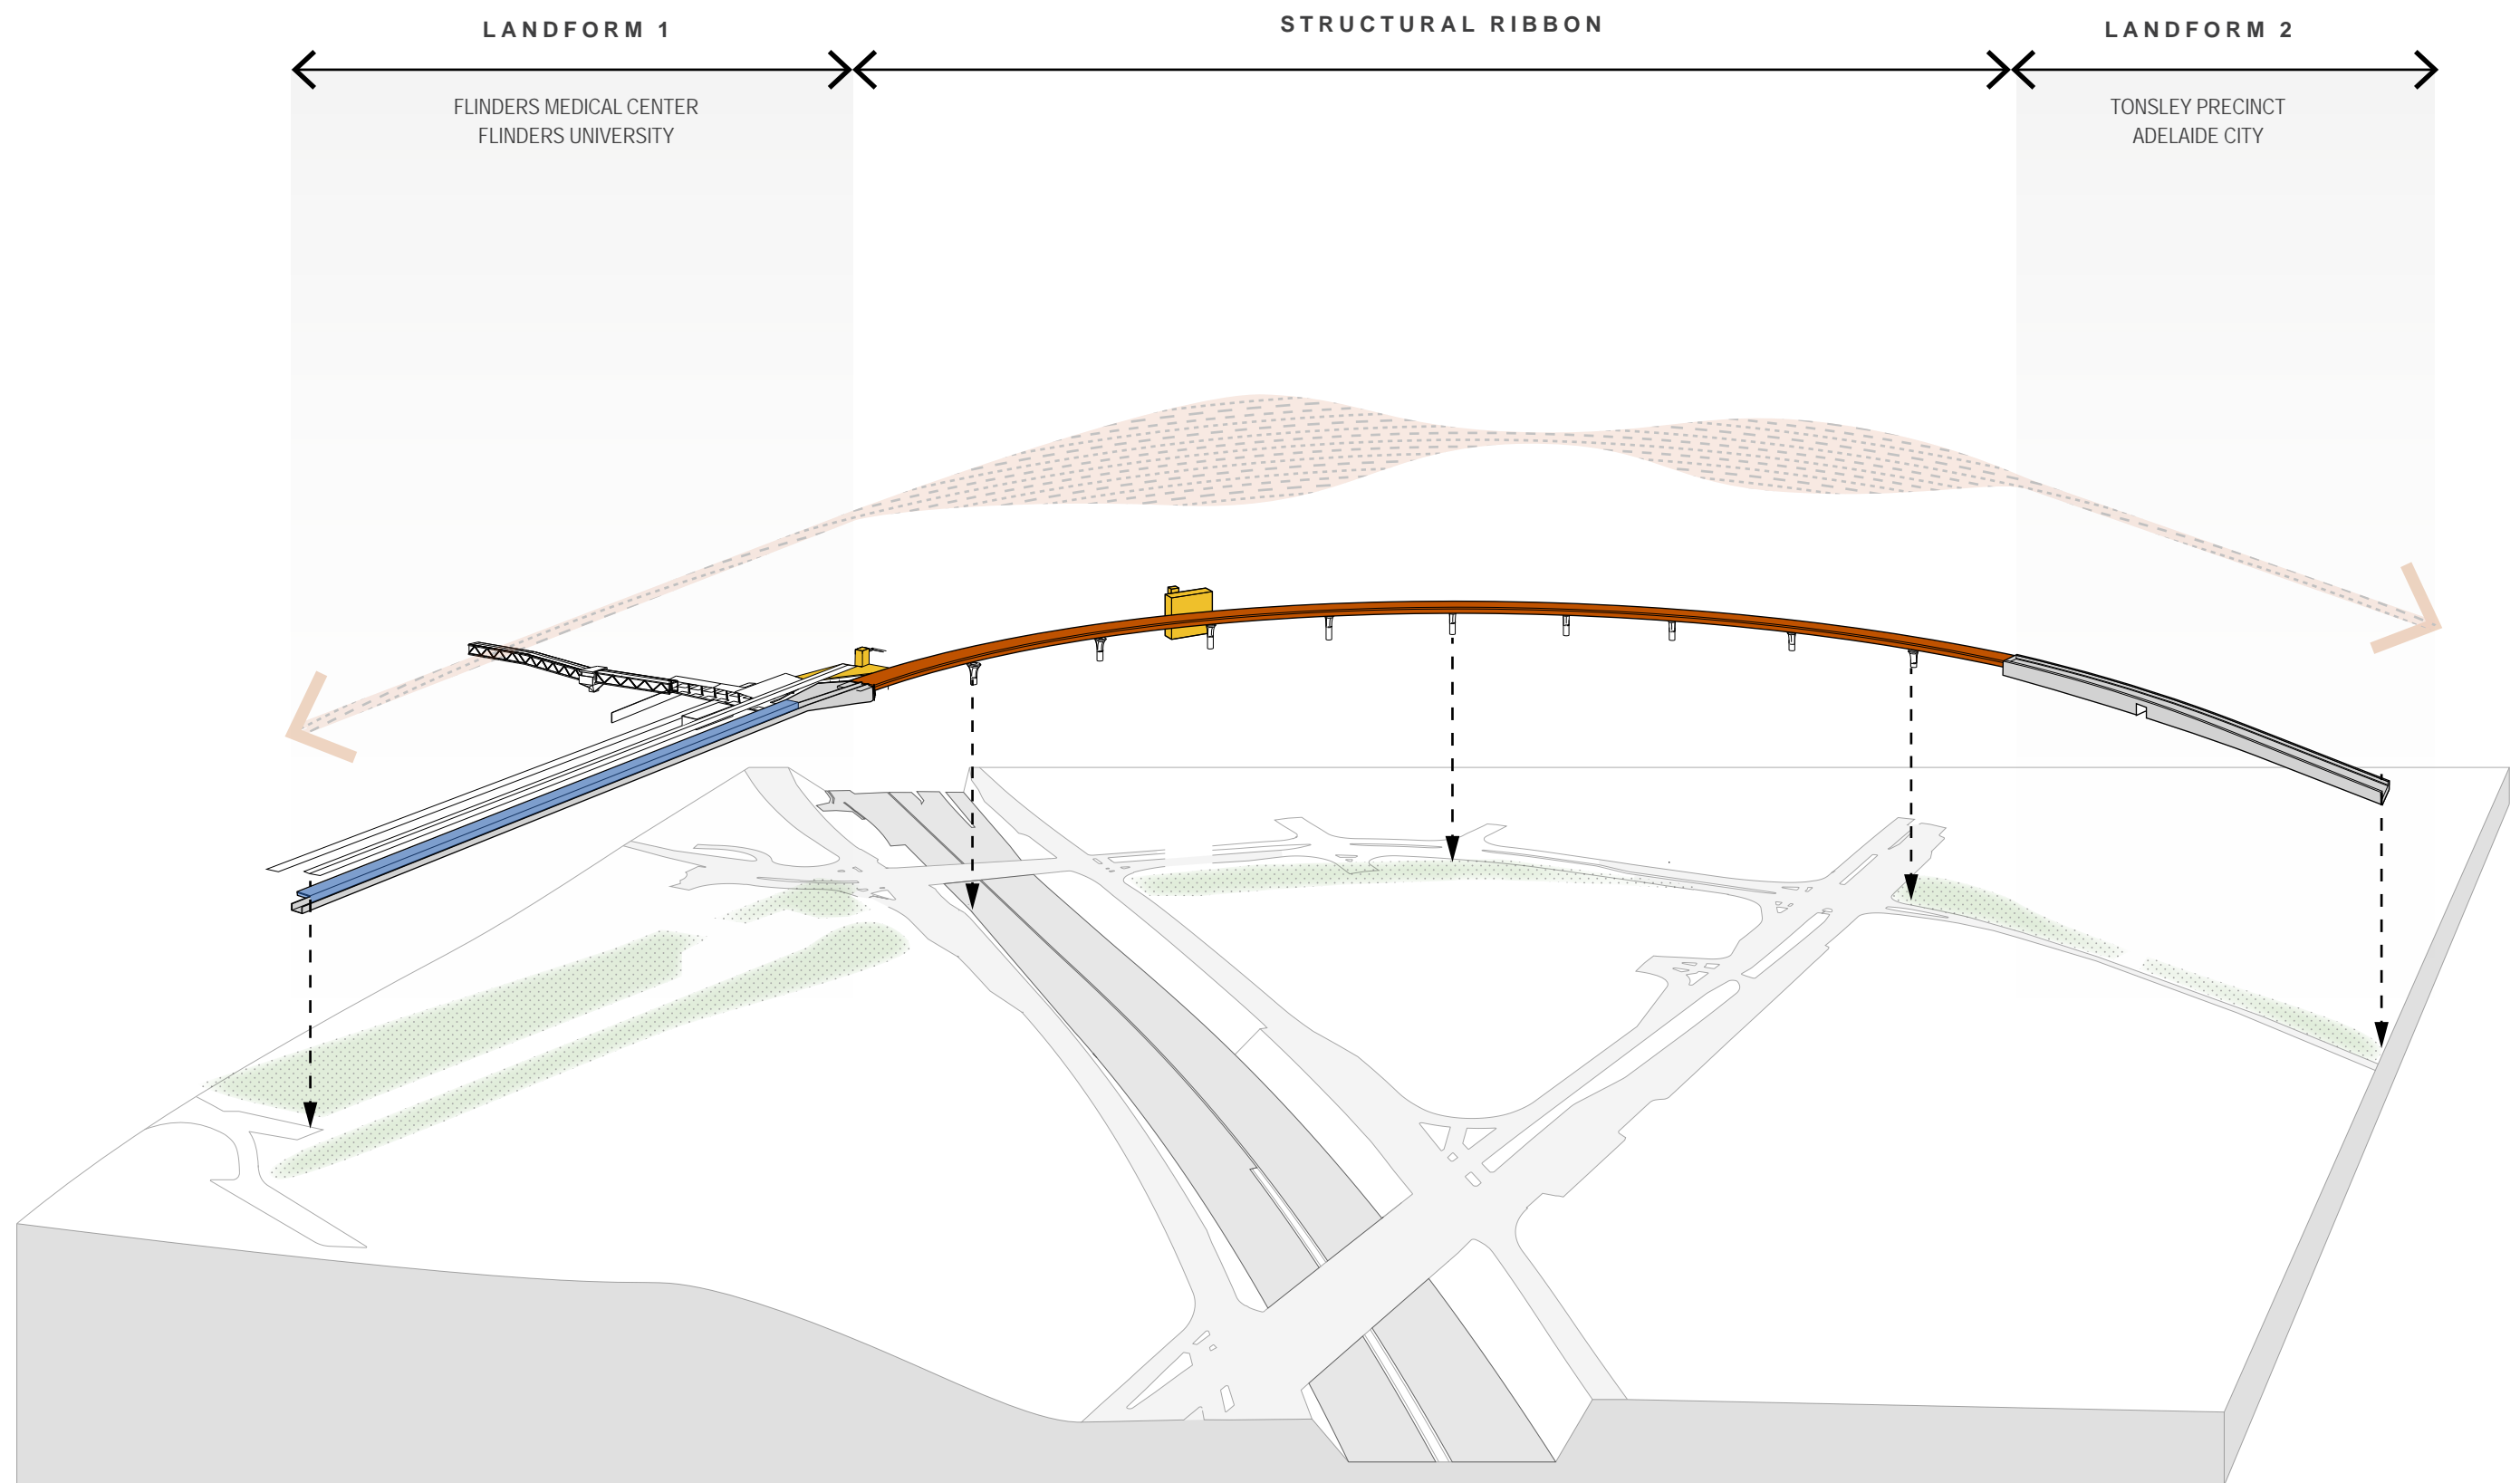 LANDFORM 1
STRUCTURAL RIBBON
LANDFORM 2
FLINDERS MEDICAL CENTER
FLINDERS UNIVERSITY
TONSLEY PRECINCT
ADELAIDE CITY